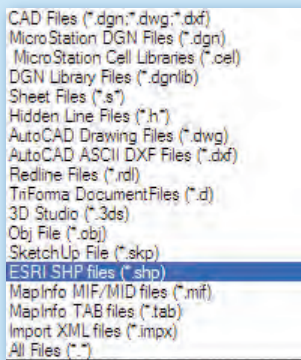 CAD Files (*.dgn;*.dwg;*.dxf)
MicroStation DGN Files (*.dgn)
MicroStation Cell Libraries (*.cel)
DGN Library Files (*.dgnlib)
Sheet Files (*.s*)
Hidden Line Files (*.h*)
AutoCAD Drawing Files (*.dwg)
AutoCAD ASCII DXF Files (*.dxf)
Redline Files (*.rdl)
TriForma DocumentFiles (*.d)
3D Studio (*.3ds)
Obj File (*.obj)
SketchUp File (*.skp)
ESRI SHP files (*.shp)
MapInfo MIF/MID files (*.mif)
MapInfo TAB files (*.tab)
Import XML files (*.impx)
All Files (*.*)